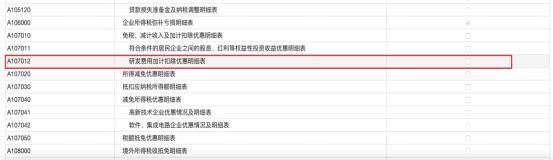 A105120 贷款损失准备金及纳税调整明细表
A106000 企业所得税弥补亏损明细表
A107010 免税、减计收入及加计扣除优惠明细表
A107011 符合条件的居民企业之间的股息、红利等权益性投资收益优惠明细表
A107012 研发费用加计扣除优惠明细表
A107020 所得减免优惠明细表
A107030 抵扣应纳税所得额明细表
A107040 减免所得税优惠明细表
A107041 高新技术企业优惠情况及明细表
A107042 软件、集成电路企业优惠情况及明细表
A107050 税额抵免优惠明细表
A108000 境外所得税收抵免明细表